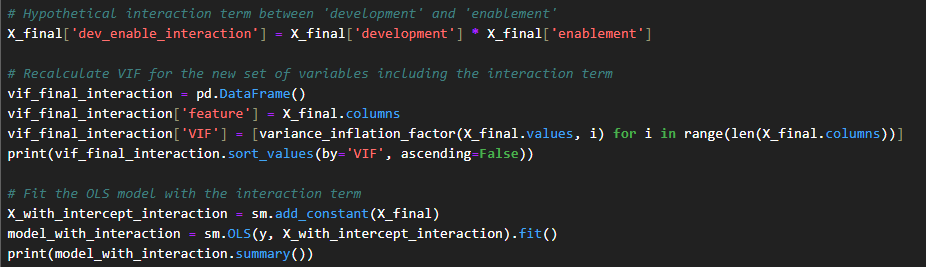 # Hypothetical interaction term between 'development' and 'enablement'
X_final['dev_enable_interaction'] = X_final['development'] * X_final['enablement']
# Recalculate VIF for the new set of variables including the interaction term
vif_final_interaction = pd.DataFrame()
vif_final_interaction['feature'] = X_final.columns
vif_final_interaction['VIF'] = [variance_inflation_factor(X_final.values, i) for i in range(len(X_final.columns))]
print(vif_final_interaction.sort_values(by='VIF', ascending=False))
# Fit the OLS model with the interaction term
X_with_intercept_interaction = sm.add_constant(X_final)
model_with_interaction = sm.OLS(y, X_with_intercept_interaction).fit()
print(model_with_interaction.summary())